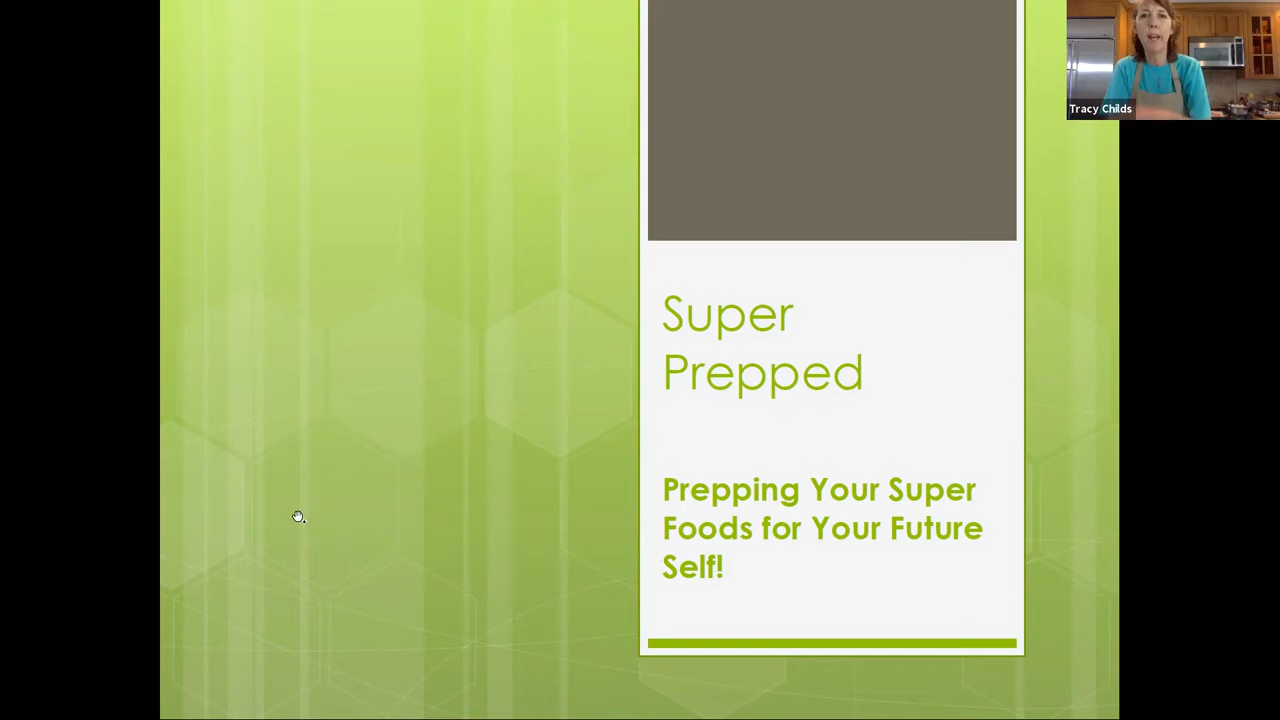 Tracy Childs
Super
Prepped
Prepping Your Super
Foods for Your Future
Self!